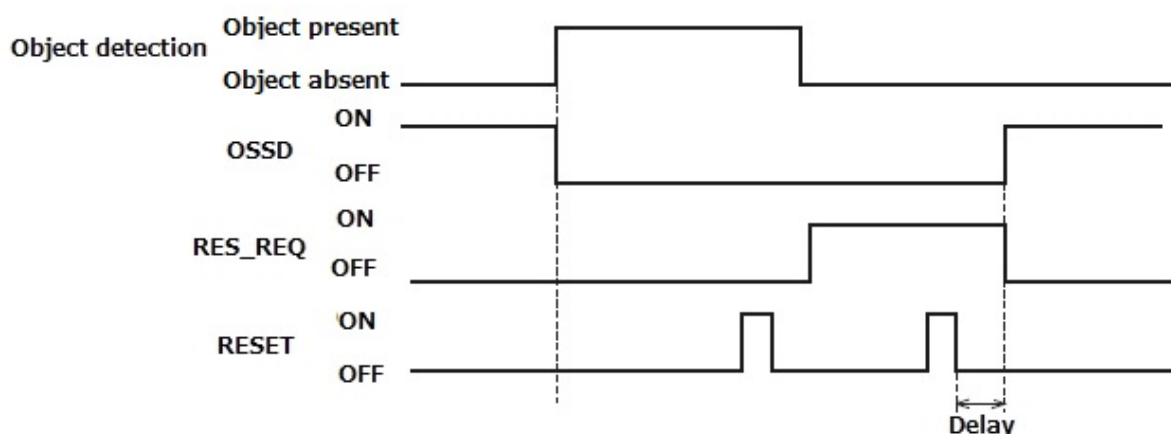 Object present
Object detection
Object absent
ON
OSSD
OFF
ON
RES_REQ
OFF
ON
RESET
OFF
Delay